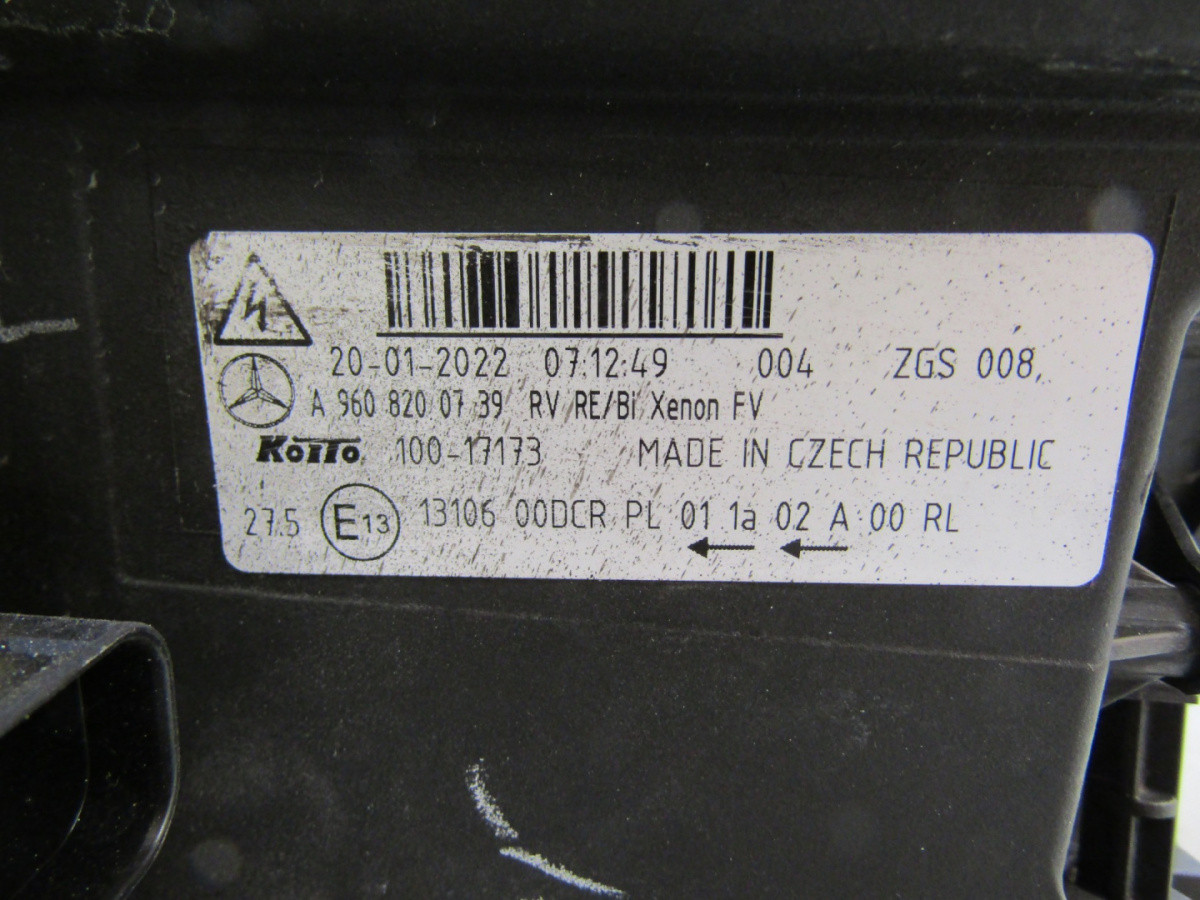 20-01-2022 07:12:49 004 ZGS 008,
A 960 820 07 39 RV RE/Bi Xenon FV
KOITO 100-17173 MADE IN CZECH REPUBLIC
27.5 E13 13106 00DCR PL 01 1a 02 A 00 RL